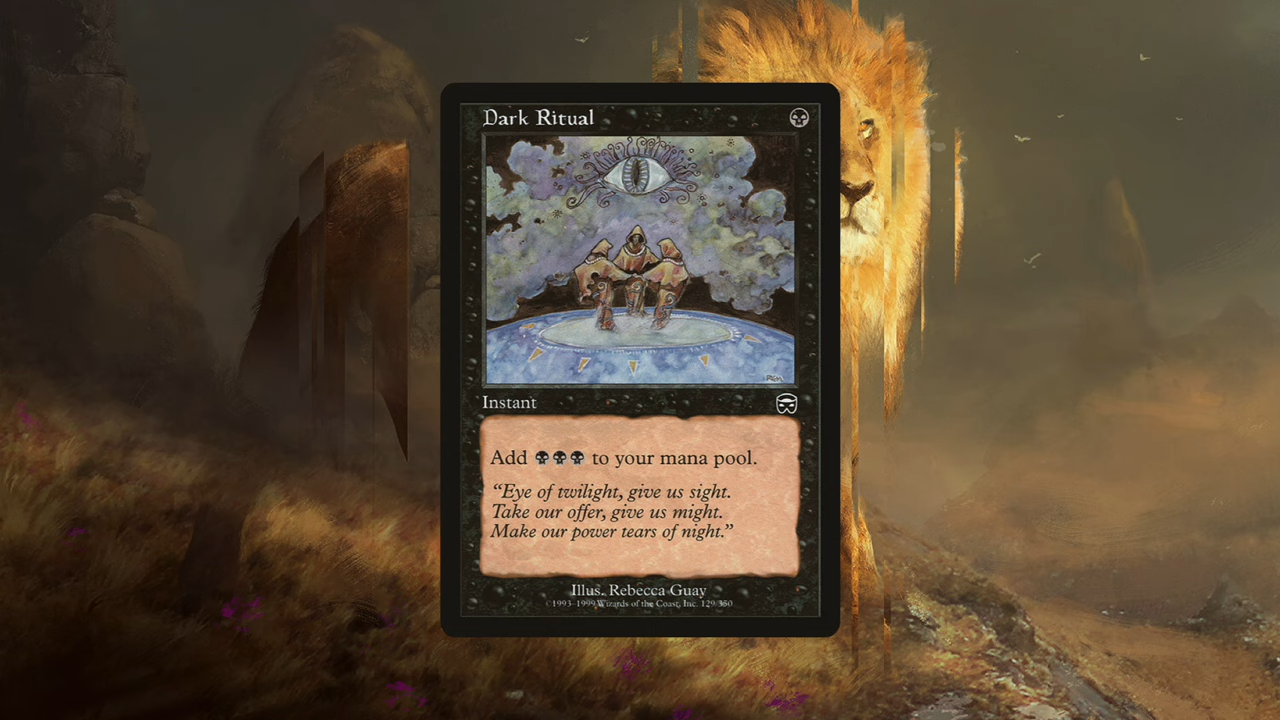 Dark Ritual
Instant
Add to your mana pool.
“Eye of twilight, give us sight.
Take our offer, give us might.
Make our power tears of night.”
Illus. Rebecca Guay
© 1993-1999 Wizards of the Coast, Inc. 129/350